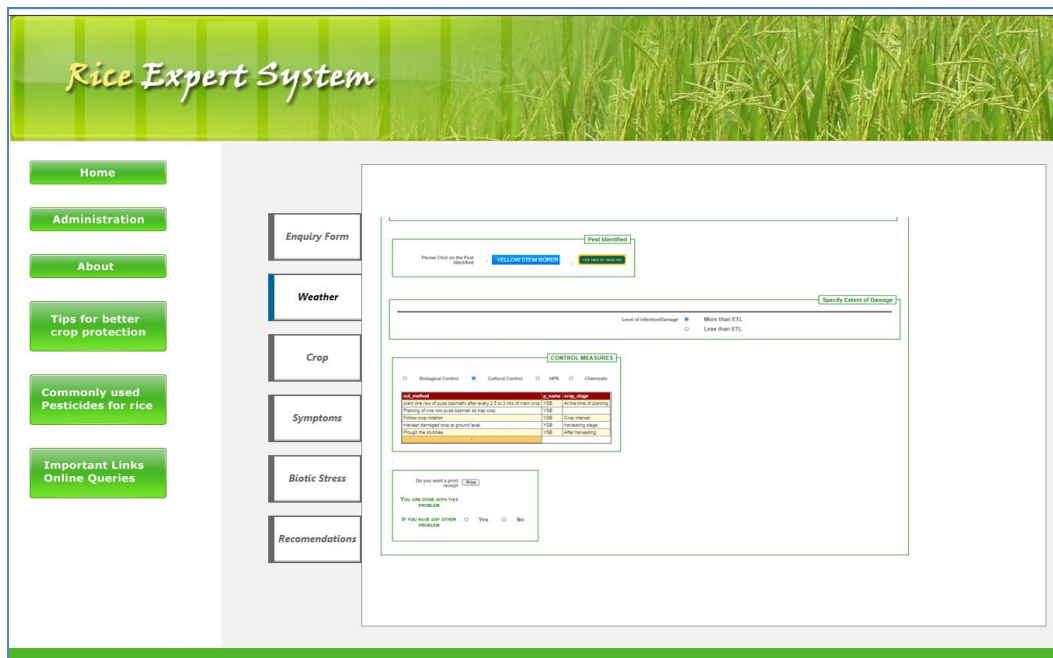 Rice Expert System
Home
Administration
About
Tips for better
crop protection
Commonly used
Pesticides for rice
Important Links
Online Queries
Enquiry Form
Weather
Crop
Symptoms
Biotic Stress
Recomendations
Pest Identified
Please Click on the Pest
Identified
YELLOW STEM BORER
click here for more info
Specify Extent of Damage
Level of Infection/Damage More than ETL
Less than ETL
CONTROL MEASURES
Biological Control Cultural Control HPR Chemicals
cul_method p_name crop_stage
plant one row of pusa basmathi after every 2.5 to 3 mts of main crop YSB At the time of planting
Planting of one row pusa basmati as trap crop YSB
Follow crop rotation YSB Crop interval
Harvest damaged crop at ground level YSB harvesting stage
Plough the stubbles YSB After harvesting
Do you want a print
receipt Print
YOU ARE DONE WITH THIS
PROBLEM
IF YOU HAVE ANY OTHER Yes No
PROBLEM